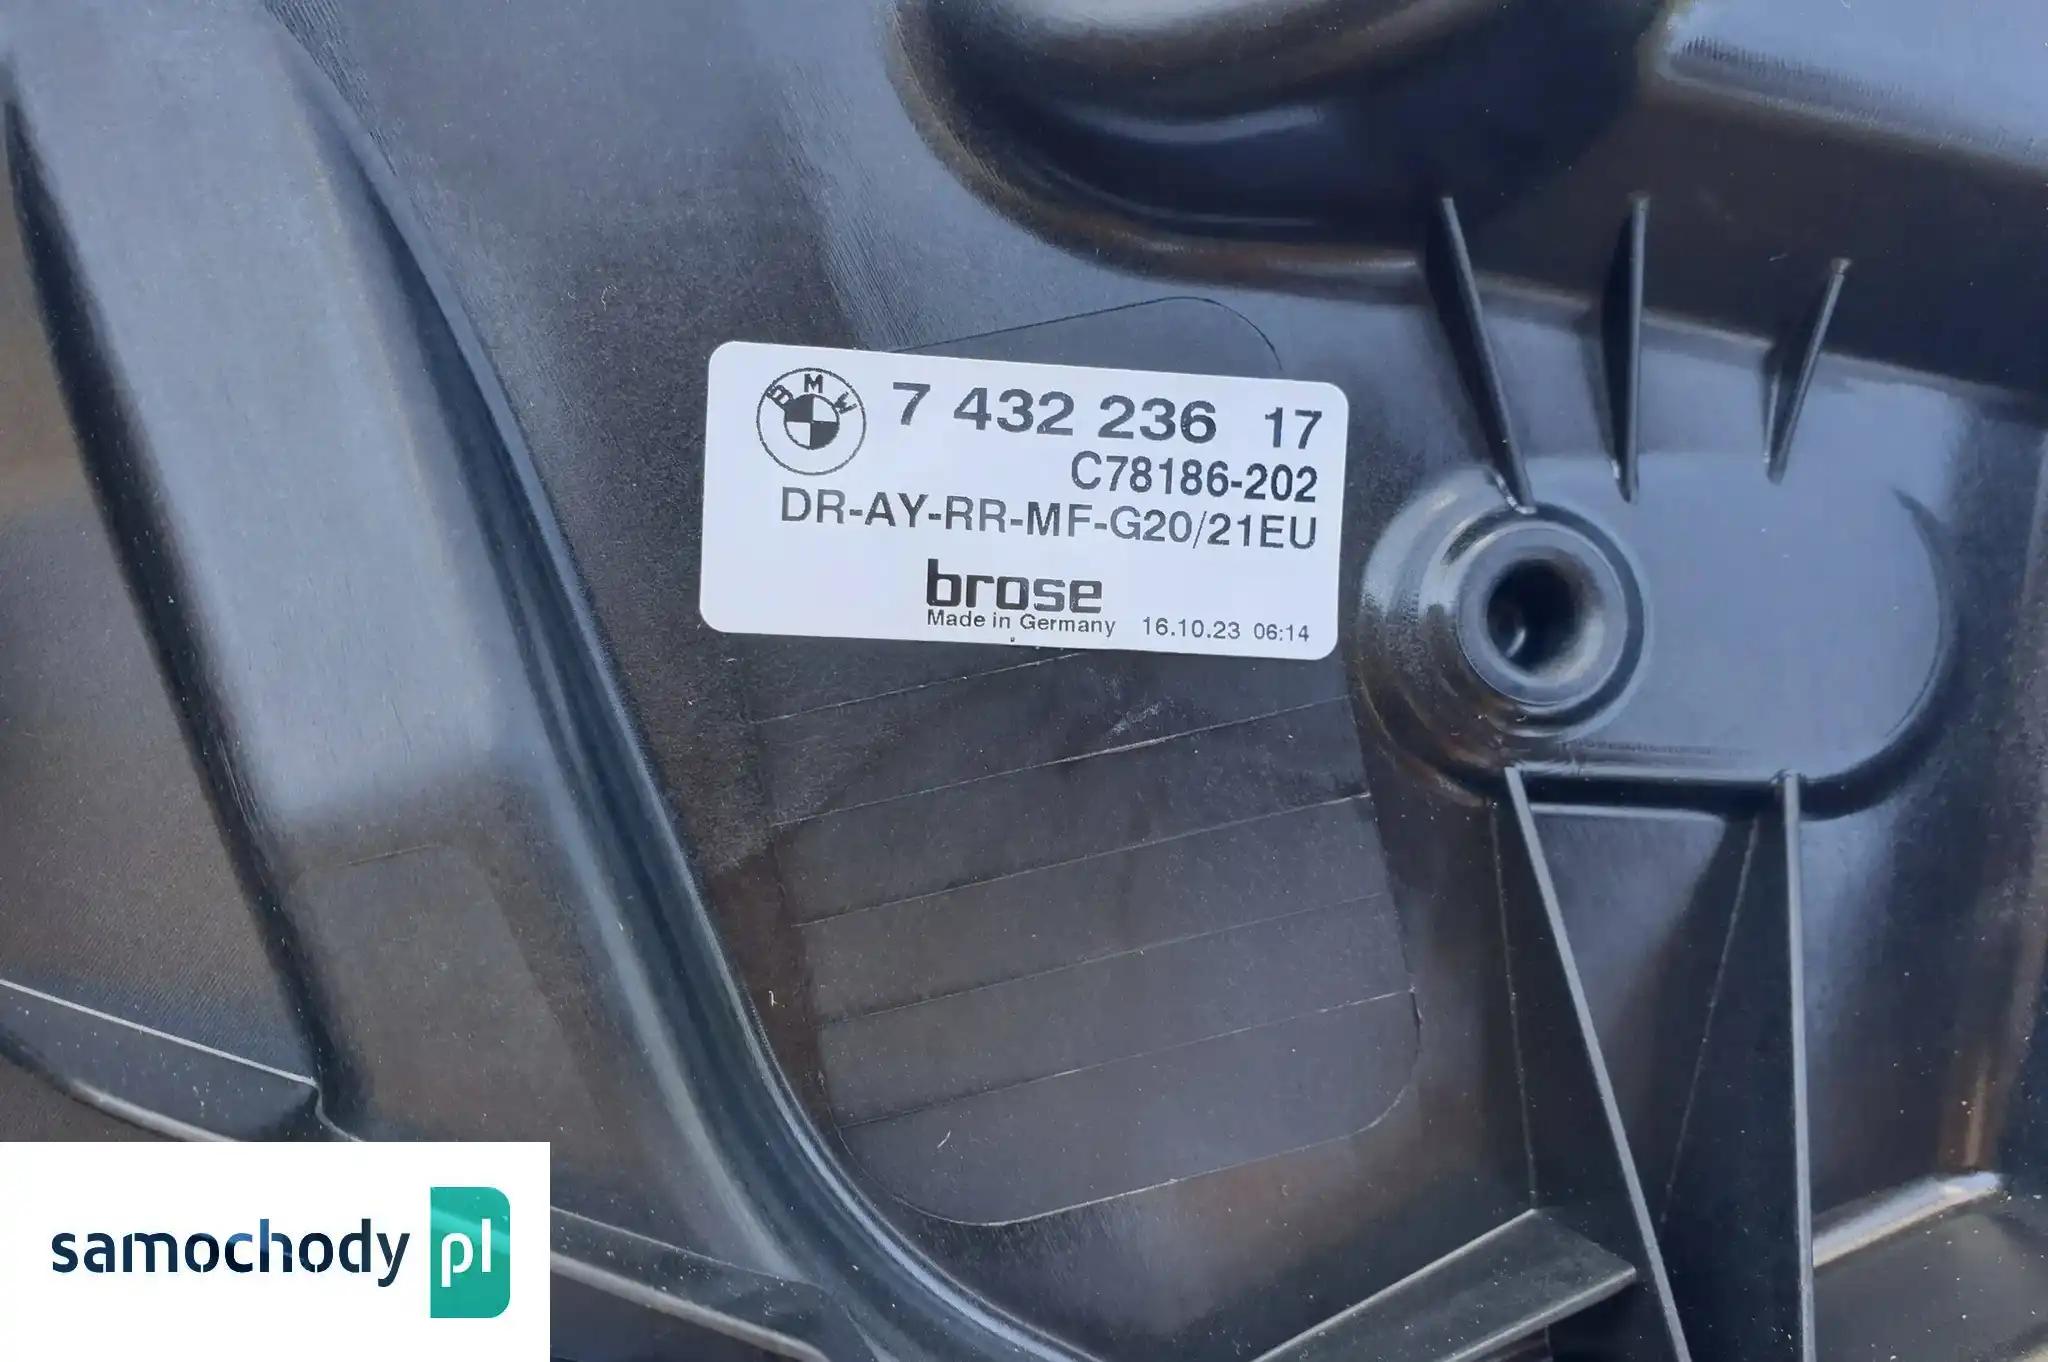 BMW 7 432 236 17
C78186-202
DR-AY-RR-MF-G20/21EU
brose
Made in Germany 16.10.23 06:14
samochody pl